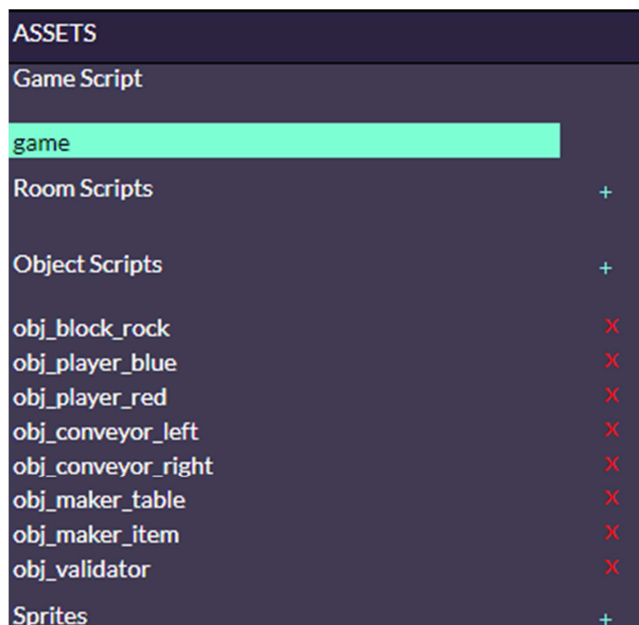 ASSETS
Game Script
game
Room Scripts +
Object Scripts +
obj_block_rock X
obj_player_blue X
obj_player_red X
obj_conveyor_left X
obj_conveyor_right X
obj_maker_table X
obj_maker_item X
obj_validator X
Sprites +